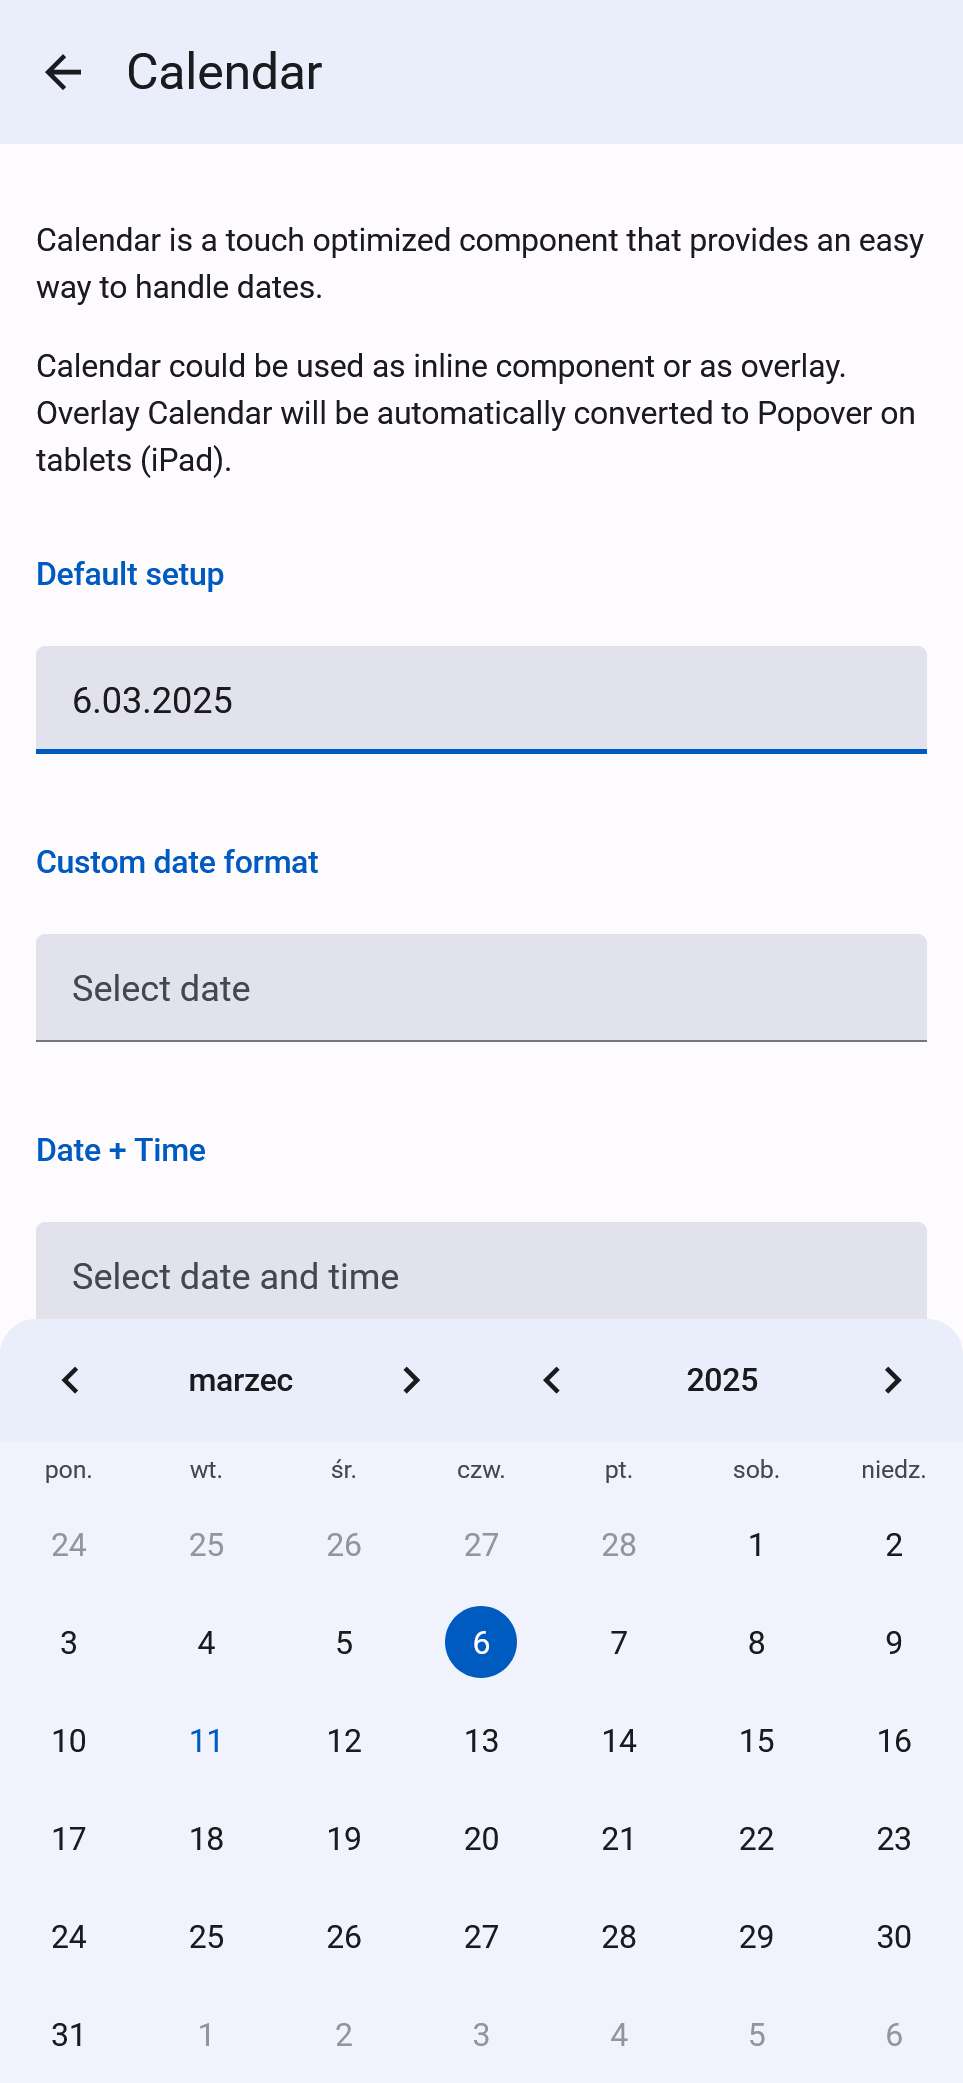 Calendar
Calendar is a touch optimized component that provides an easy
way to handle dates.
Calendar could be used as inline component or as overlay.
Overlay Calendar will be automatically converted to Popover on
tablets (iPad).
Default setup
6.03.2025
Custom date format
Select date
Date + Time
Select date and time
marzec 2025
pon. wt. śr. czw. pt. sob. niedz.
24 25 26 27 28 1 2
3 4 5 6 7 8 9
10 11 12 13 14 15 16
17 18 19 20 21 22 23
24 25 26 27 28 29 30
31 1 2 3 4 5 6